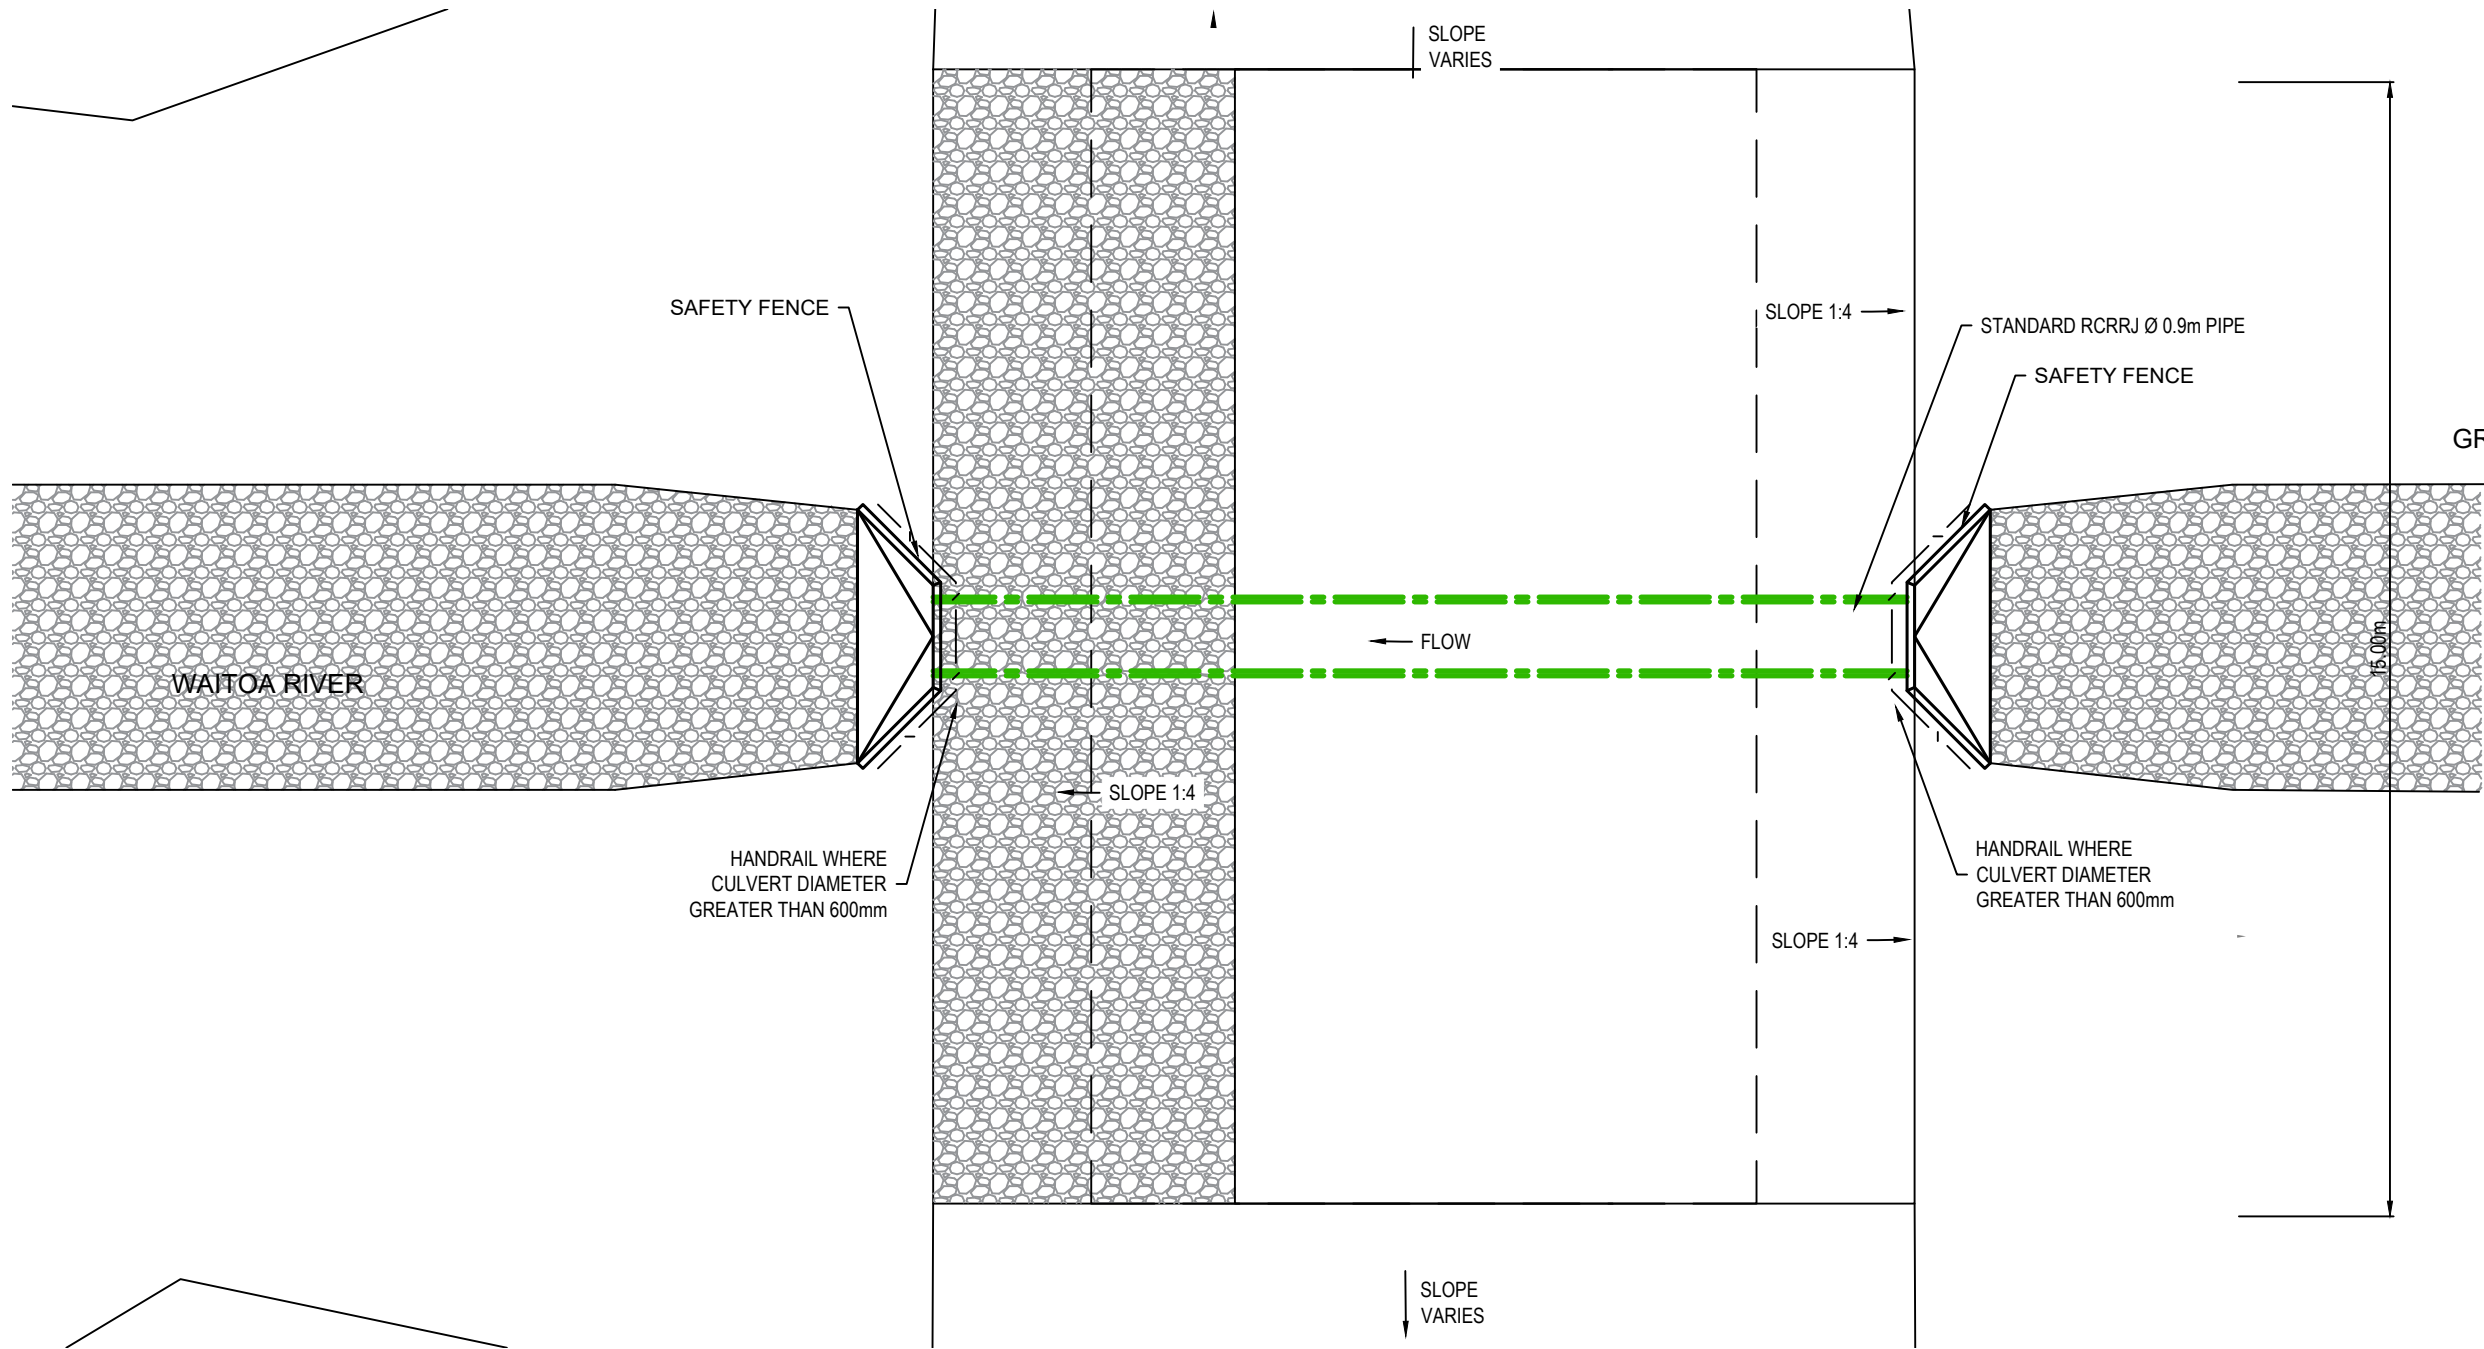 SLOPE
VARIES
SAFETY FENCE
SLOPE 1:4
STANDARD RCRRJ Ø 0.9m PIPE
SAFETY FENCE
GR
FLOW
15.00m
WAITOA RIVER
SLOPE 1:4
HANDRAIL WHERE
CULVERT DIAMETER
GREATER THAN 600mm
HANDRAIL WHERE
CULVERT DIAMETER
GREATER THAN 600mm
SLOPE 1:4
SLOPE
VARIES